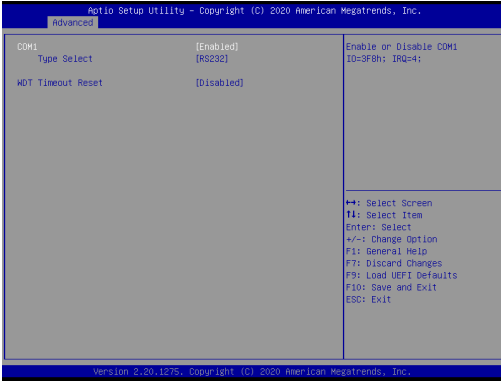 Aptio Setup Utility – Copyright (C) 2020 American Megatrends, Inc.
Advanced
COM1 [Enabled]
Type Select [RS232]
WDT Timeout Reset [Disabled]
Enable or Disable COM1
IO=3F8h; IRQ=4;
↔: Select Screen
↑↓: Select Item
Enter: Select
+/-: Change Option
F1: General Help
F7: Discard Changes
F9: Load UEFI Defaults
F10: Save and Exit
ESC: Exit
Version 2.20.1275. Copyright (C) 2020 American Megatrends, Inc.